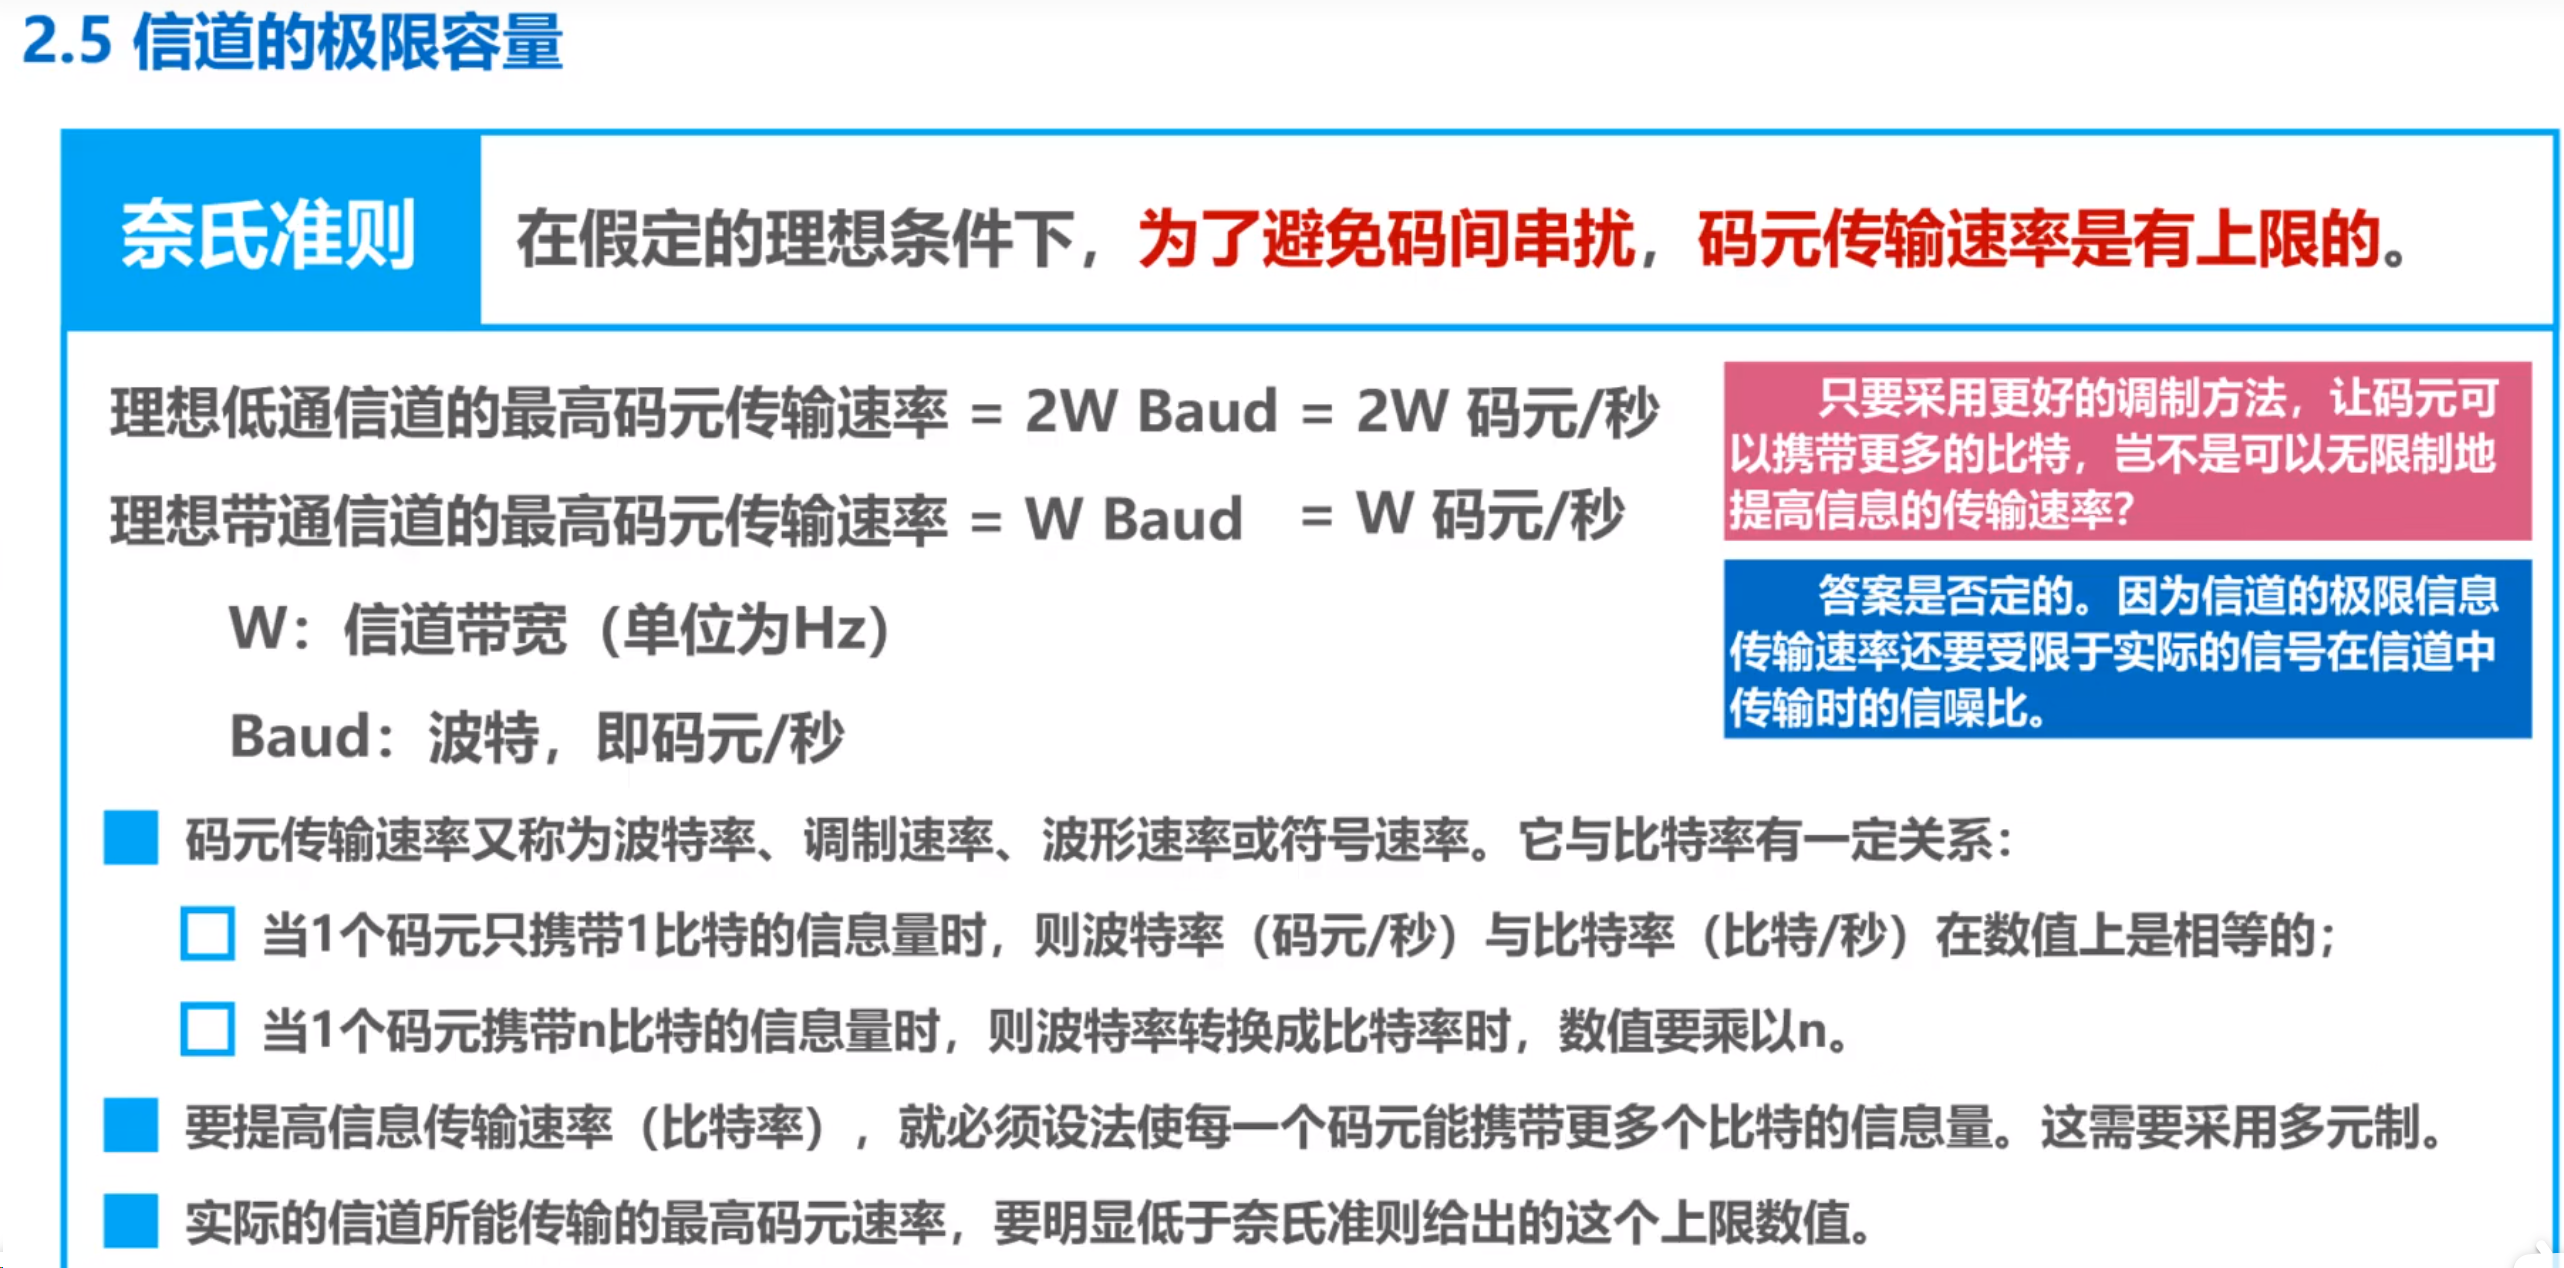 2.5 信道的极限容量
奈氏准则
在假定的理想条件下，为了避免码间串扰，码元传输速率是有上限的。
理想低通信道的最高码元传输速率 = 2W Baud = 2W 码元/秒
理想带通信道的最高码元传输速率 = W Baud = W 码元/秒
W：信道带宽（单位为Hz）
Baud：波特，即码元/秒
只要采用更好的调制方法，让码元可
以携带更多的比特，岂不是可以无限制地
提高信息的传输速率？
答案是否定的。因为信道的极限信息
传输速率还要受限于实际的信号在信道中
传输时的信噪比。
码元传输速率又称为波特率、调制速率、波形速率或符号速率。它与比特率有一定关系：
当1个码元只携带1比特的信息量时，则波特率（码元/秒）与比特率（比特/秒）在数值上是相等的；
当1个码元携带n比特的信息量时，则波特率转换成比特率时，数值要乘以n。
要提高信息传输速率（比特率），就必须设法使每一个码元能携带更多个比特的信息量。这需要采用多元制。
实际的信道所能传输的最高码元速率，要明显低于奈氏准则给出的这个上限数值。